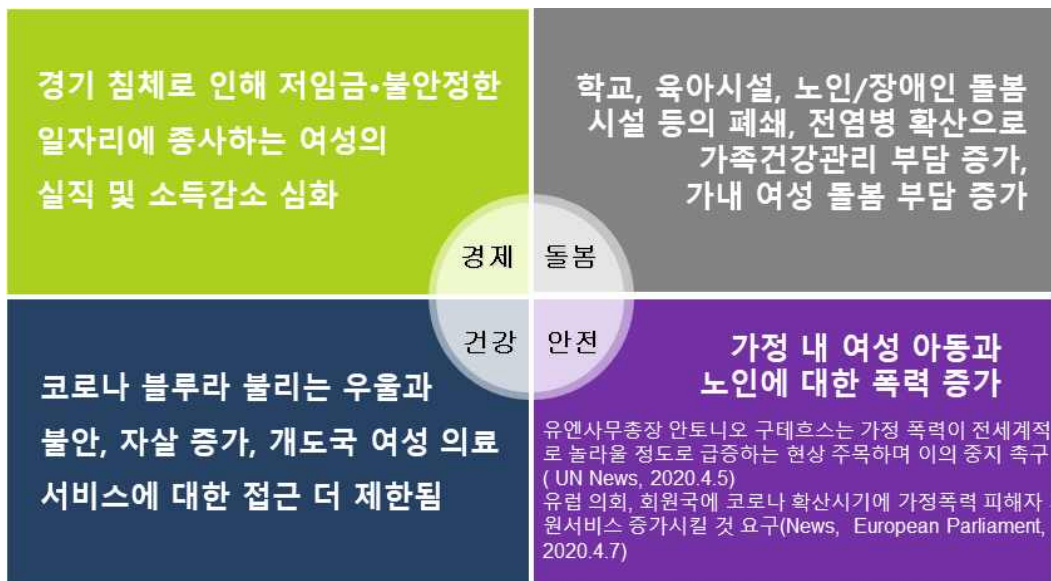 경기 침체로 인해 저임금•불안정한
일자리에 종사하는 여성의
실직 및 소득감소 심화
학교, 육아시설, 노인/장애인 돌봄
시설 등의 폐쇄, 전염병 확산으로
가족건강관리 부담 증가,
가내 여성 돌봄 부담 증가
경제
돌봄
건강
안전
코로나 블루라 불리는 우울과
불안, 자살 증가, 개도국 여성 의료
서비스에 대한 접근 더 제한됨
가정 내 여성 아동과
노인에 대한 폭력 증가
유엔사무총장 안토니오 구테흐스는 가정 폭력이 전세계적
로 놀라울 정도로 급증하는 현상 주목하며 이의 중지 촉구
( UN News, 2020.4.5)
유럽 의회, 회원국에 코로나 확산시기에 가정폭력 피해자
원서비스 증가시킬 것 요구(News, European Parliament,
2020.4.7)